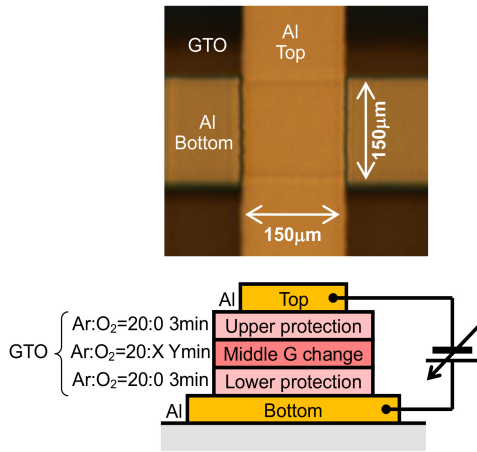 GTO
Al
Top
Al
Bottom
150μm
150μm
Al
Top
Ar:O₂=20:0 3min
Upper protection
GTO
Ar:O₂=20:X Ymin
Middle G change
Ar:O₂=20:0 3min
Lower protection
Al
Bottom